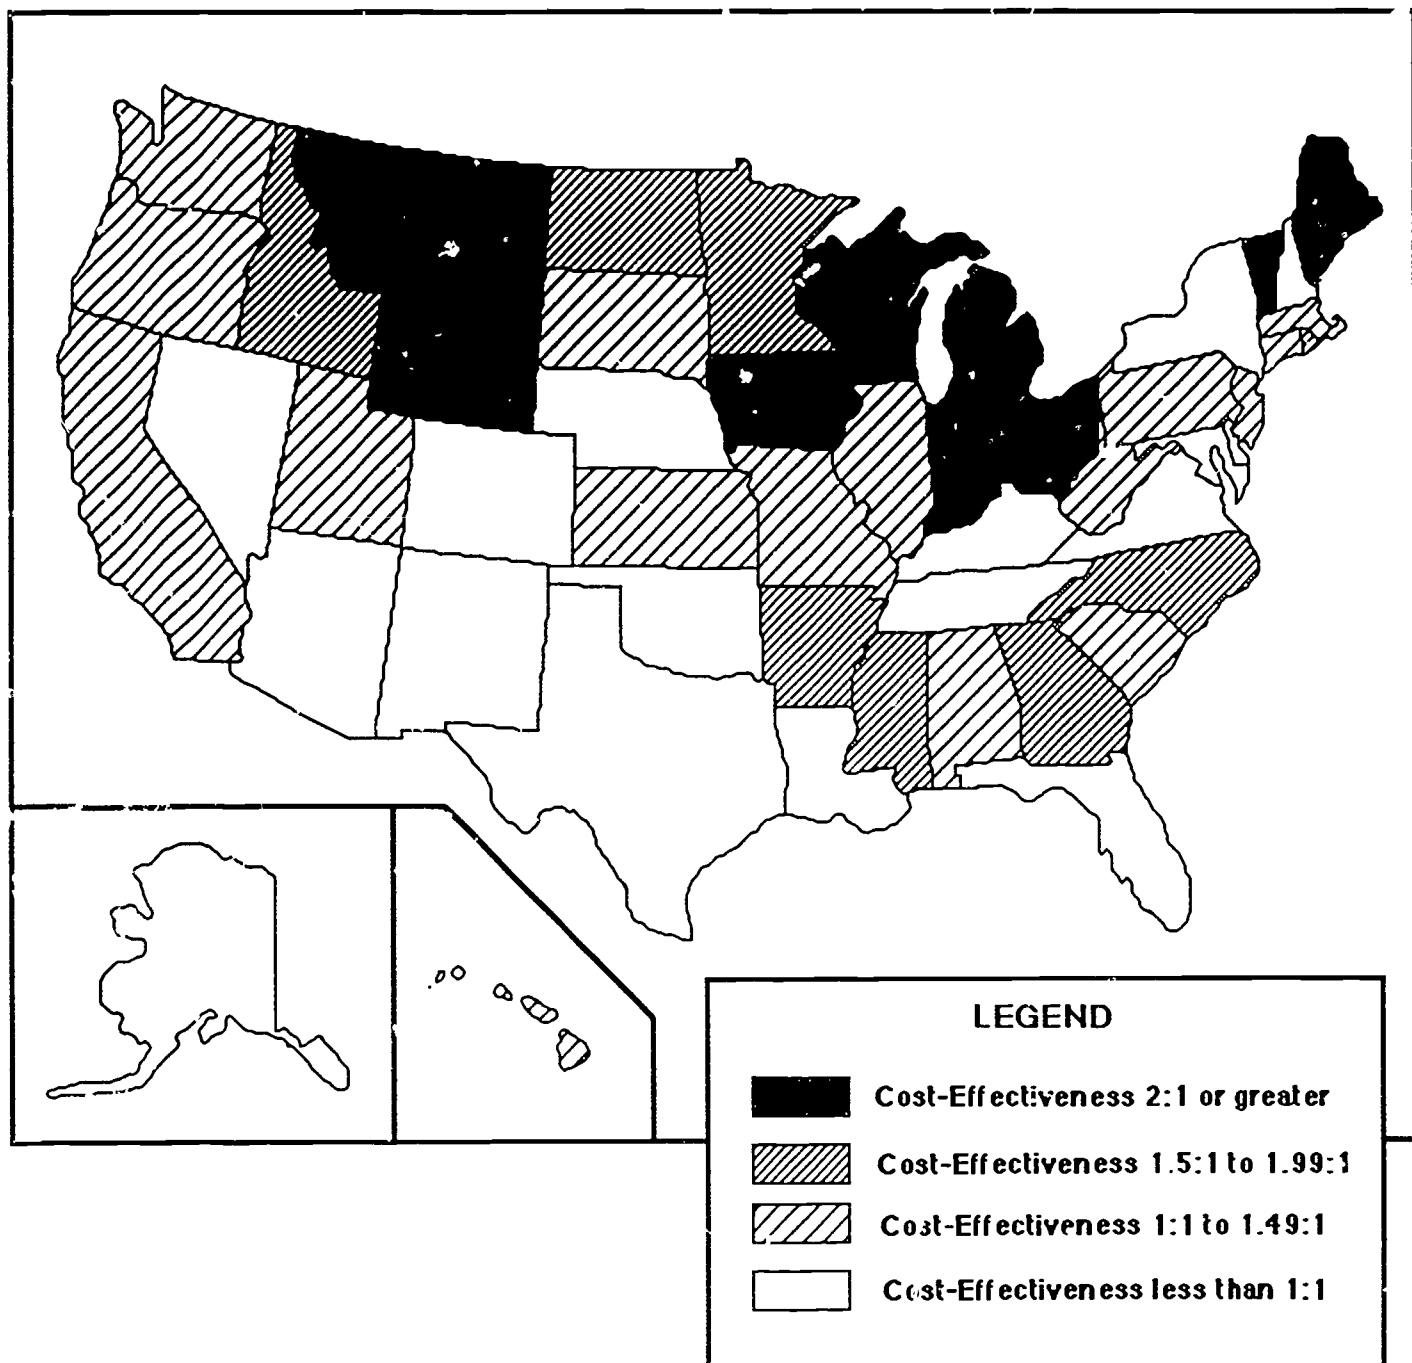 LEGEND
Cost-Effectiveness 2:1 or greater
Cost-Effectiveness 1.5:1 to 1.99:1
Cost-Effectiveness 1:1 to 1.49:1
Cost-Effectiveness less than 1:1